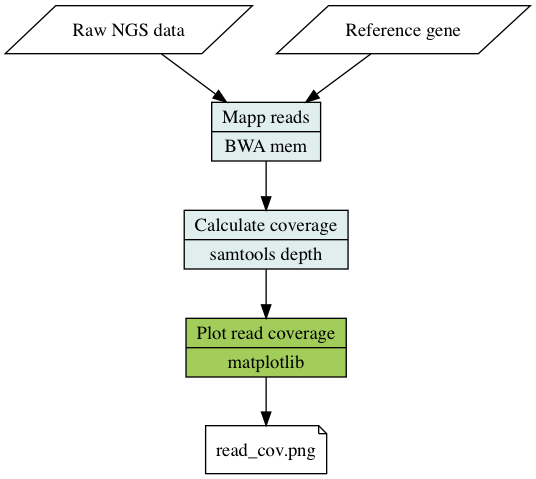 Raw NGS data
Reference gene
Mapp reads
BWA mem
Calculate coverage
samtools depth
Plot read coverage
matplotlib
read_cov.png